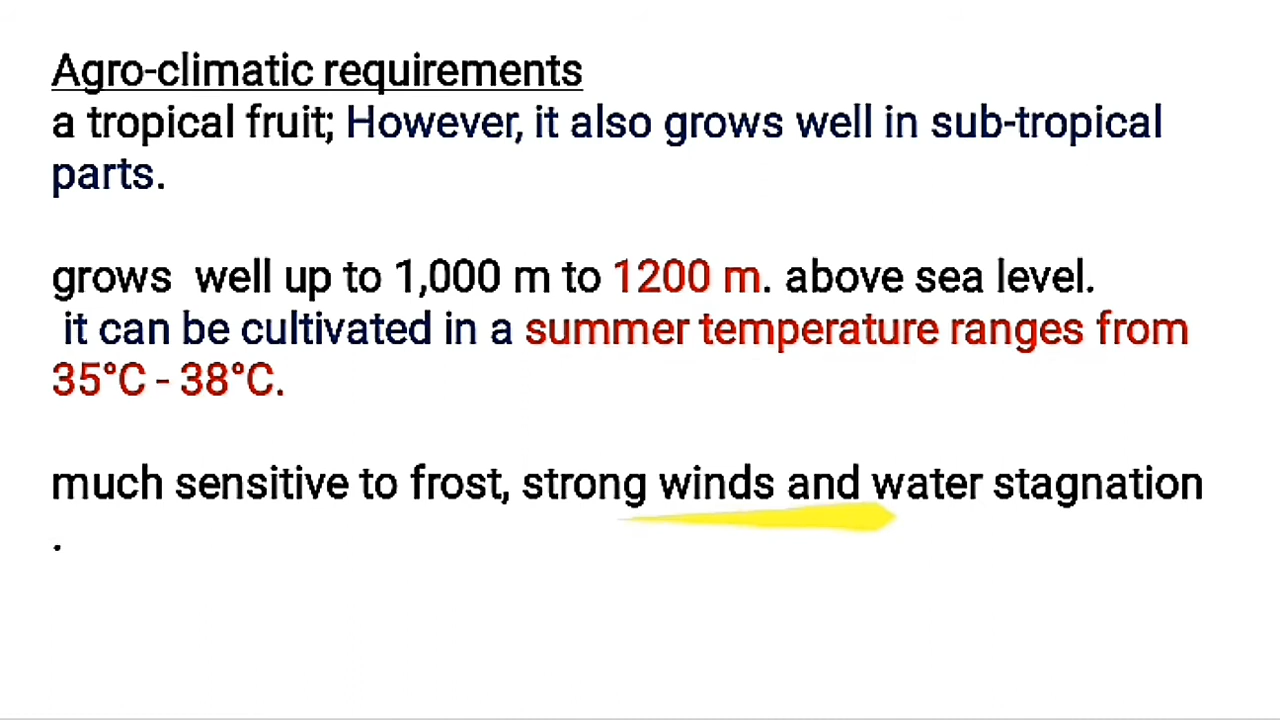 Agro-climatic requirements
a tropical fruit; However, it also grows well in sub-tropical
parts.
grows  well up to 1,000 m to 1200 m. above sea level.
it can be cultivated in a summer temperature ranges from
35°C - 38°C.
much sensitive to frost, strong winds and water stagnation
.